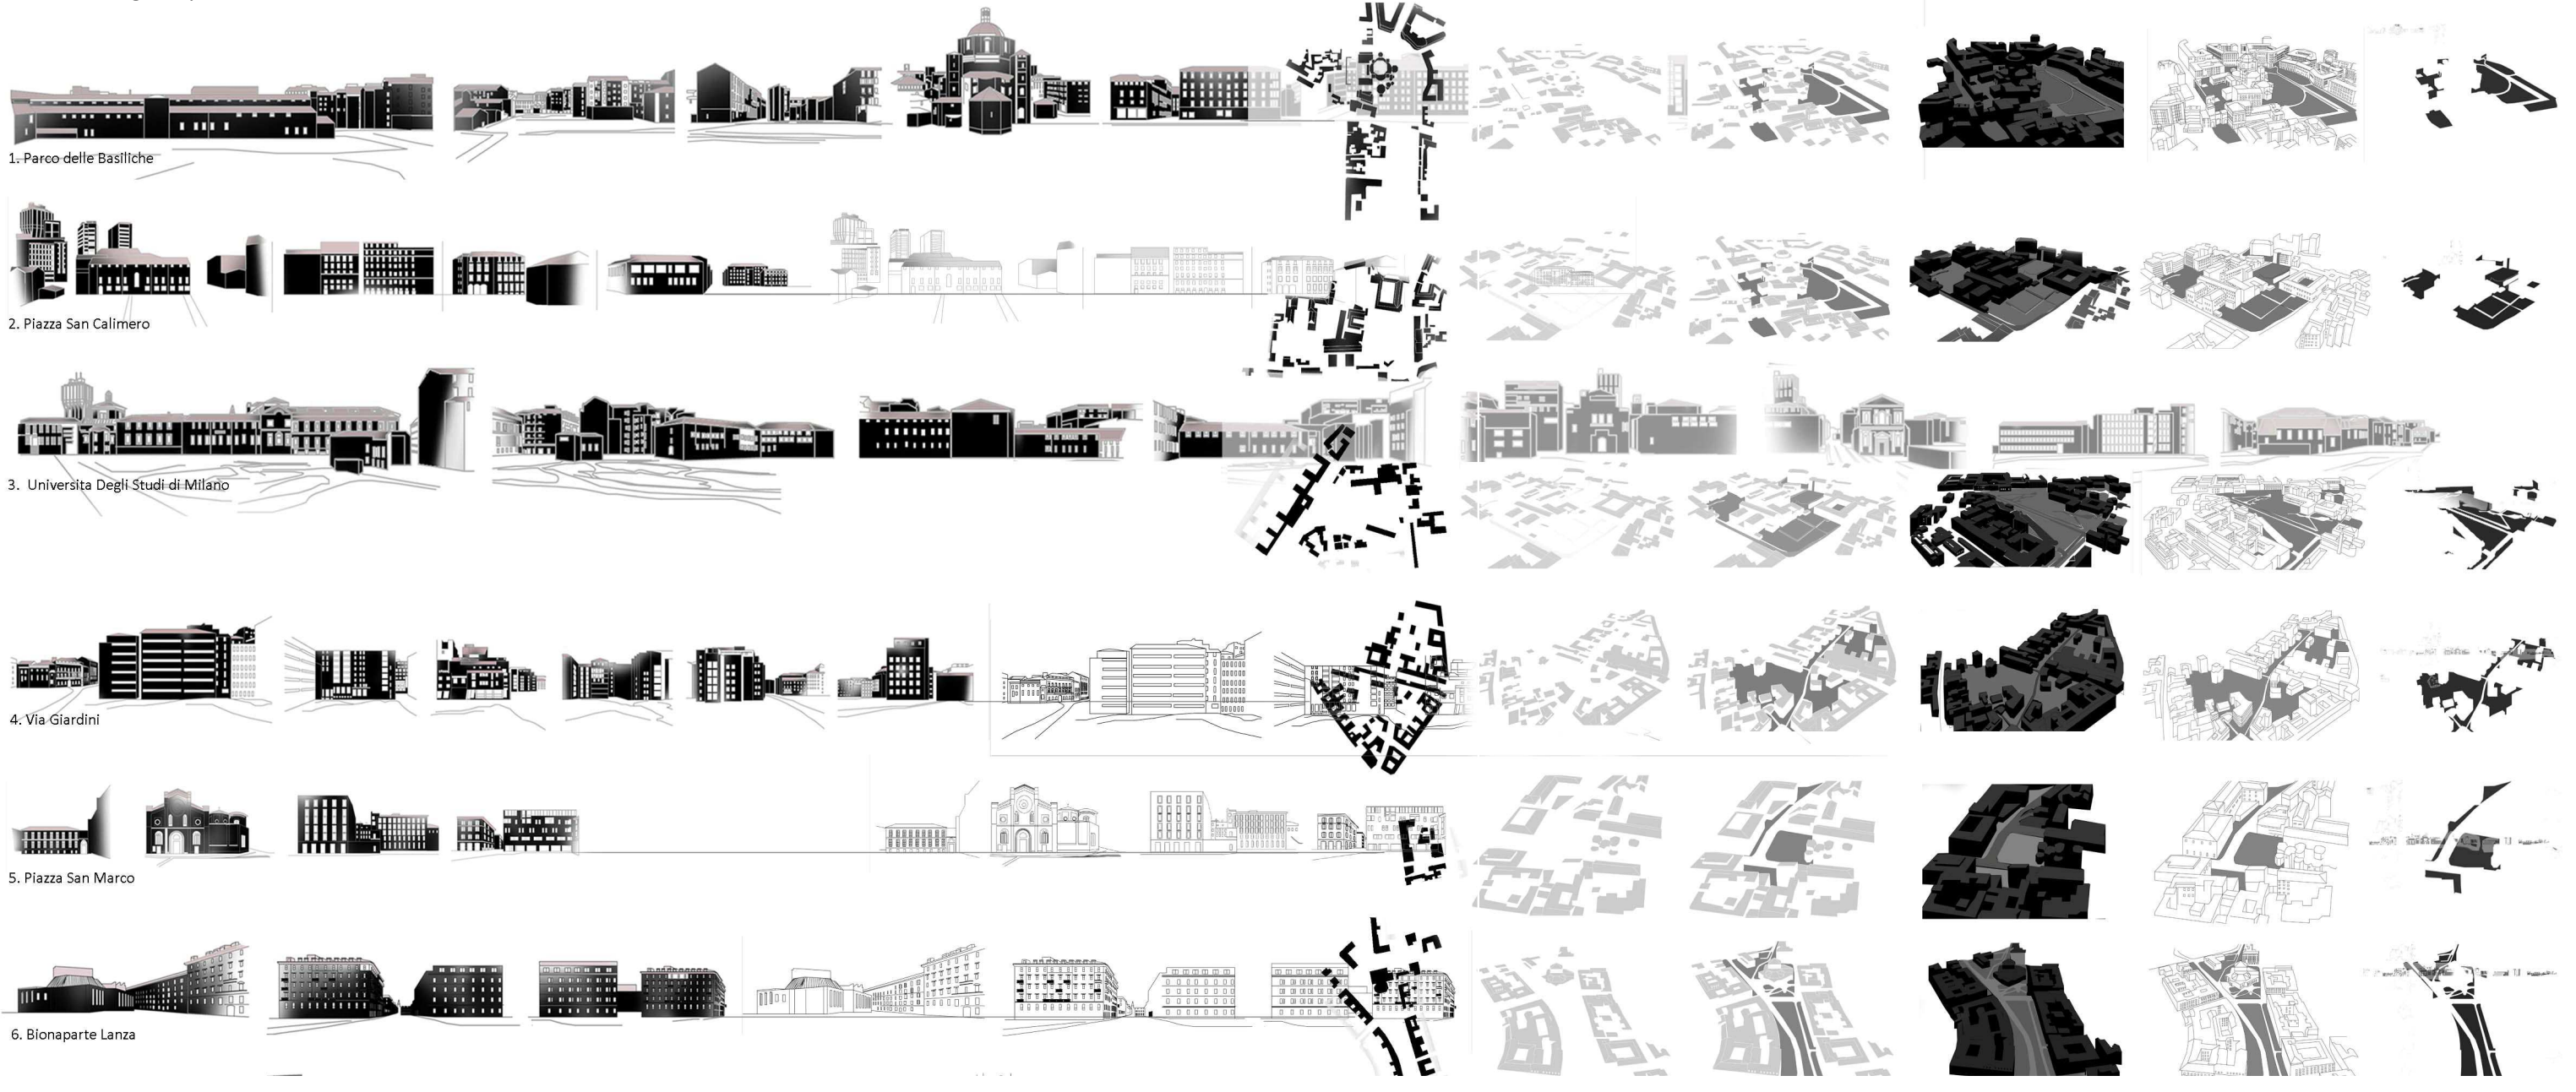 1. Parco delle Basiliche
2. Piazza San Calimero
3. Universita Degli Studi di Milano
4. Via Giardini
5. Piazza San Marco
6. Bionaparte Lanza